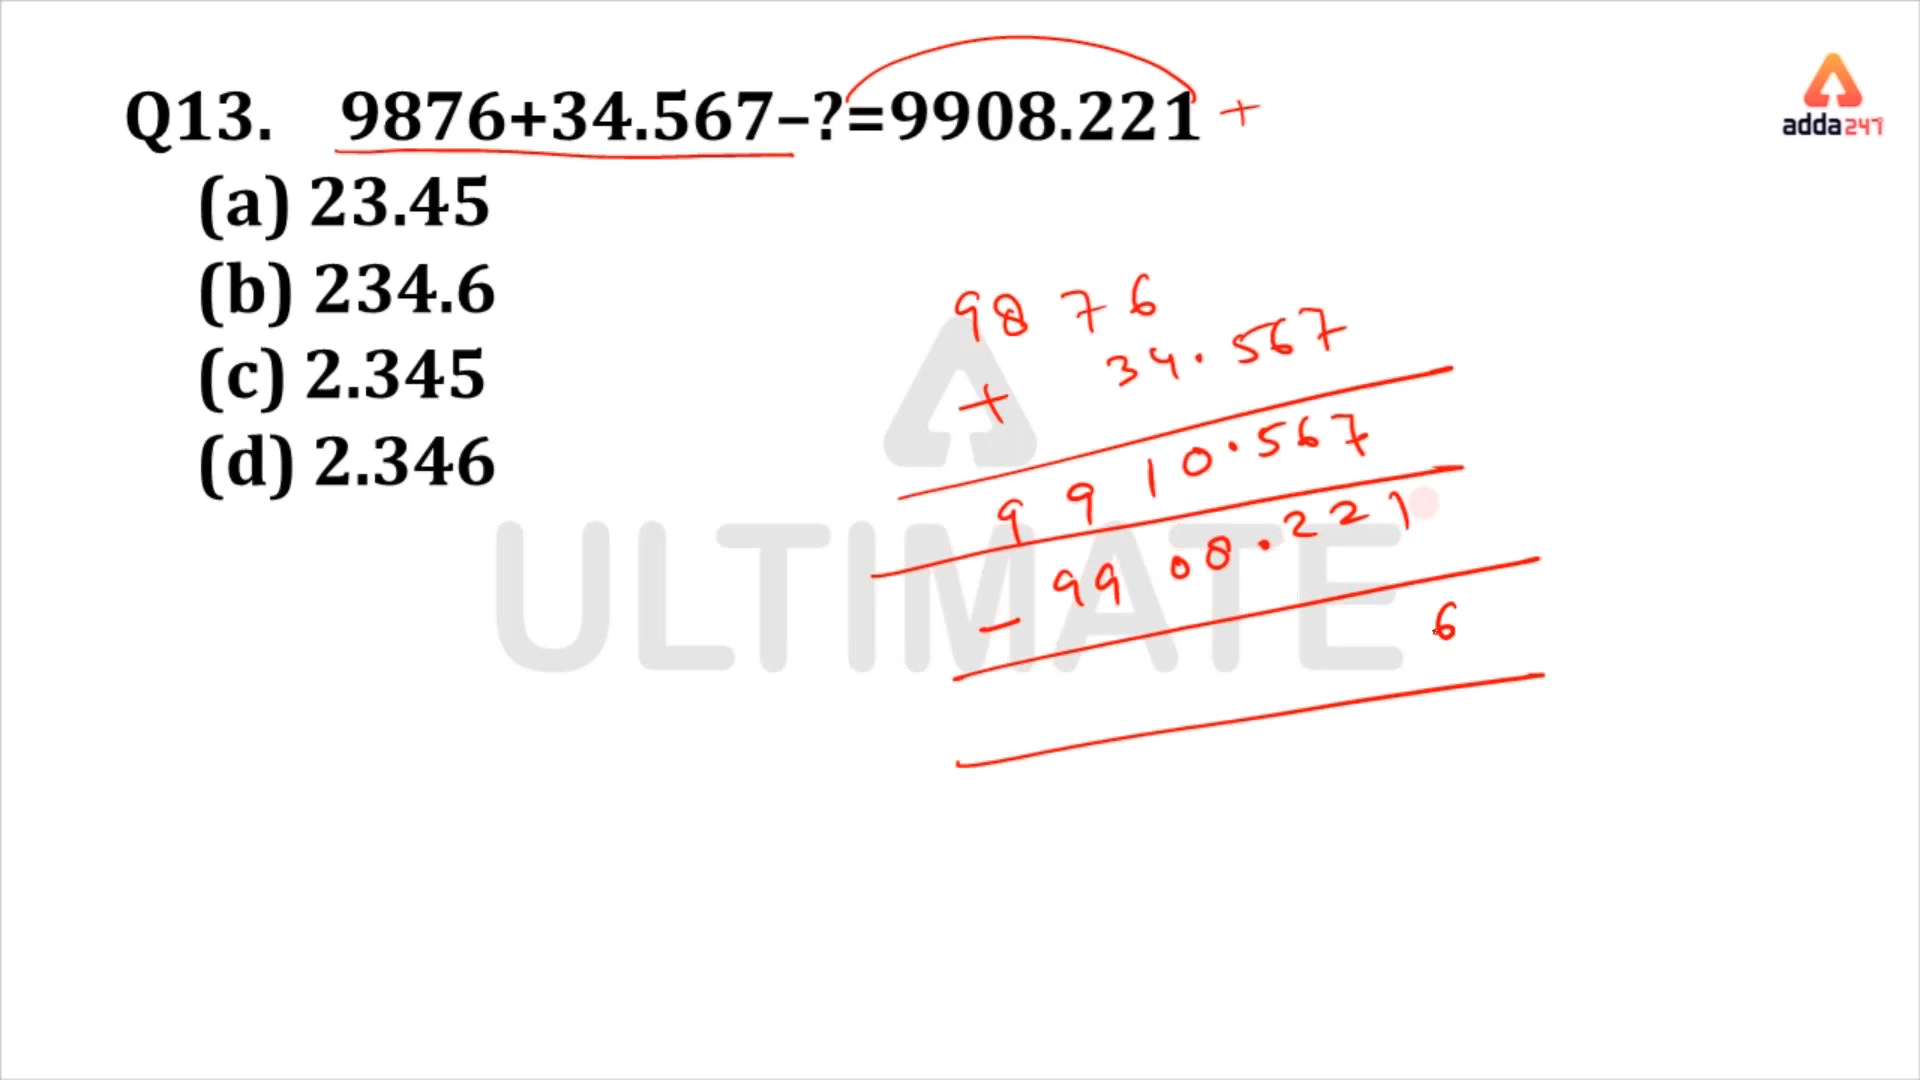 Q13. 9876+34.567–?=9908.221 +
(a) 23.45
(b) 234.6
(c) 2.345
(d) 2.346
adda247
9876
+ 34.567
9910.567
- 9908.221
6
ULTIMATE